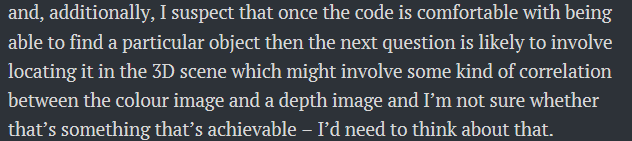 and, additionally, I suspect that once the code is comfortable with being
able to find a particular object then the next question is likely to involve
locating it in the 3D scene which might involve some kind of correlation
between the colour image and a depth image and I’m not sure whether
that’s something that’s achievable – I’d need to think about that.